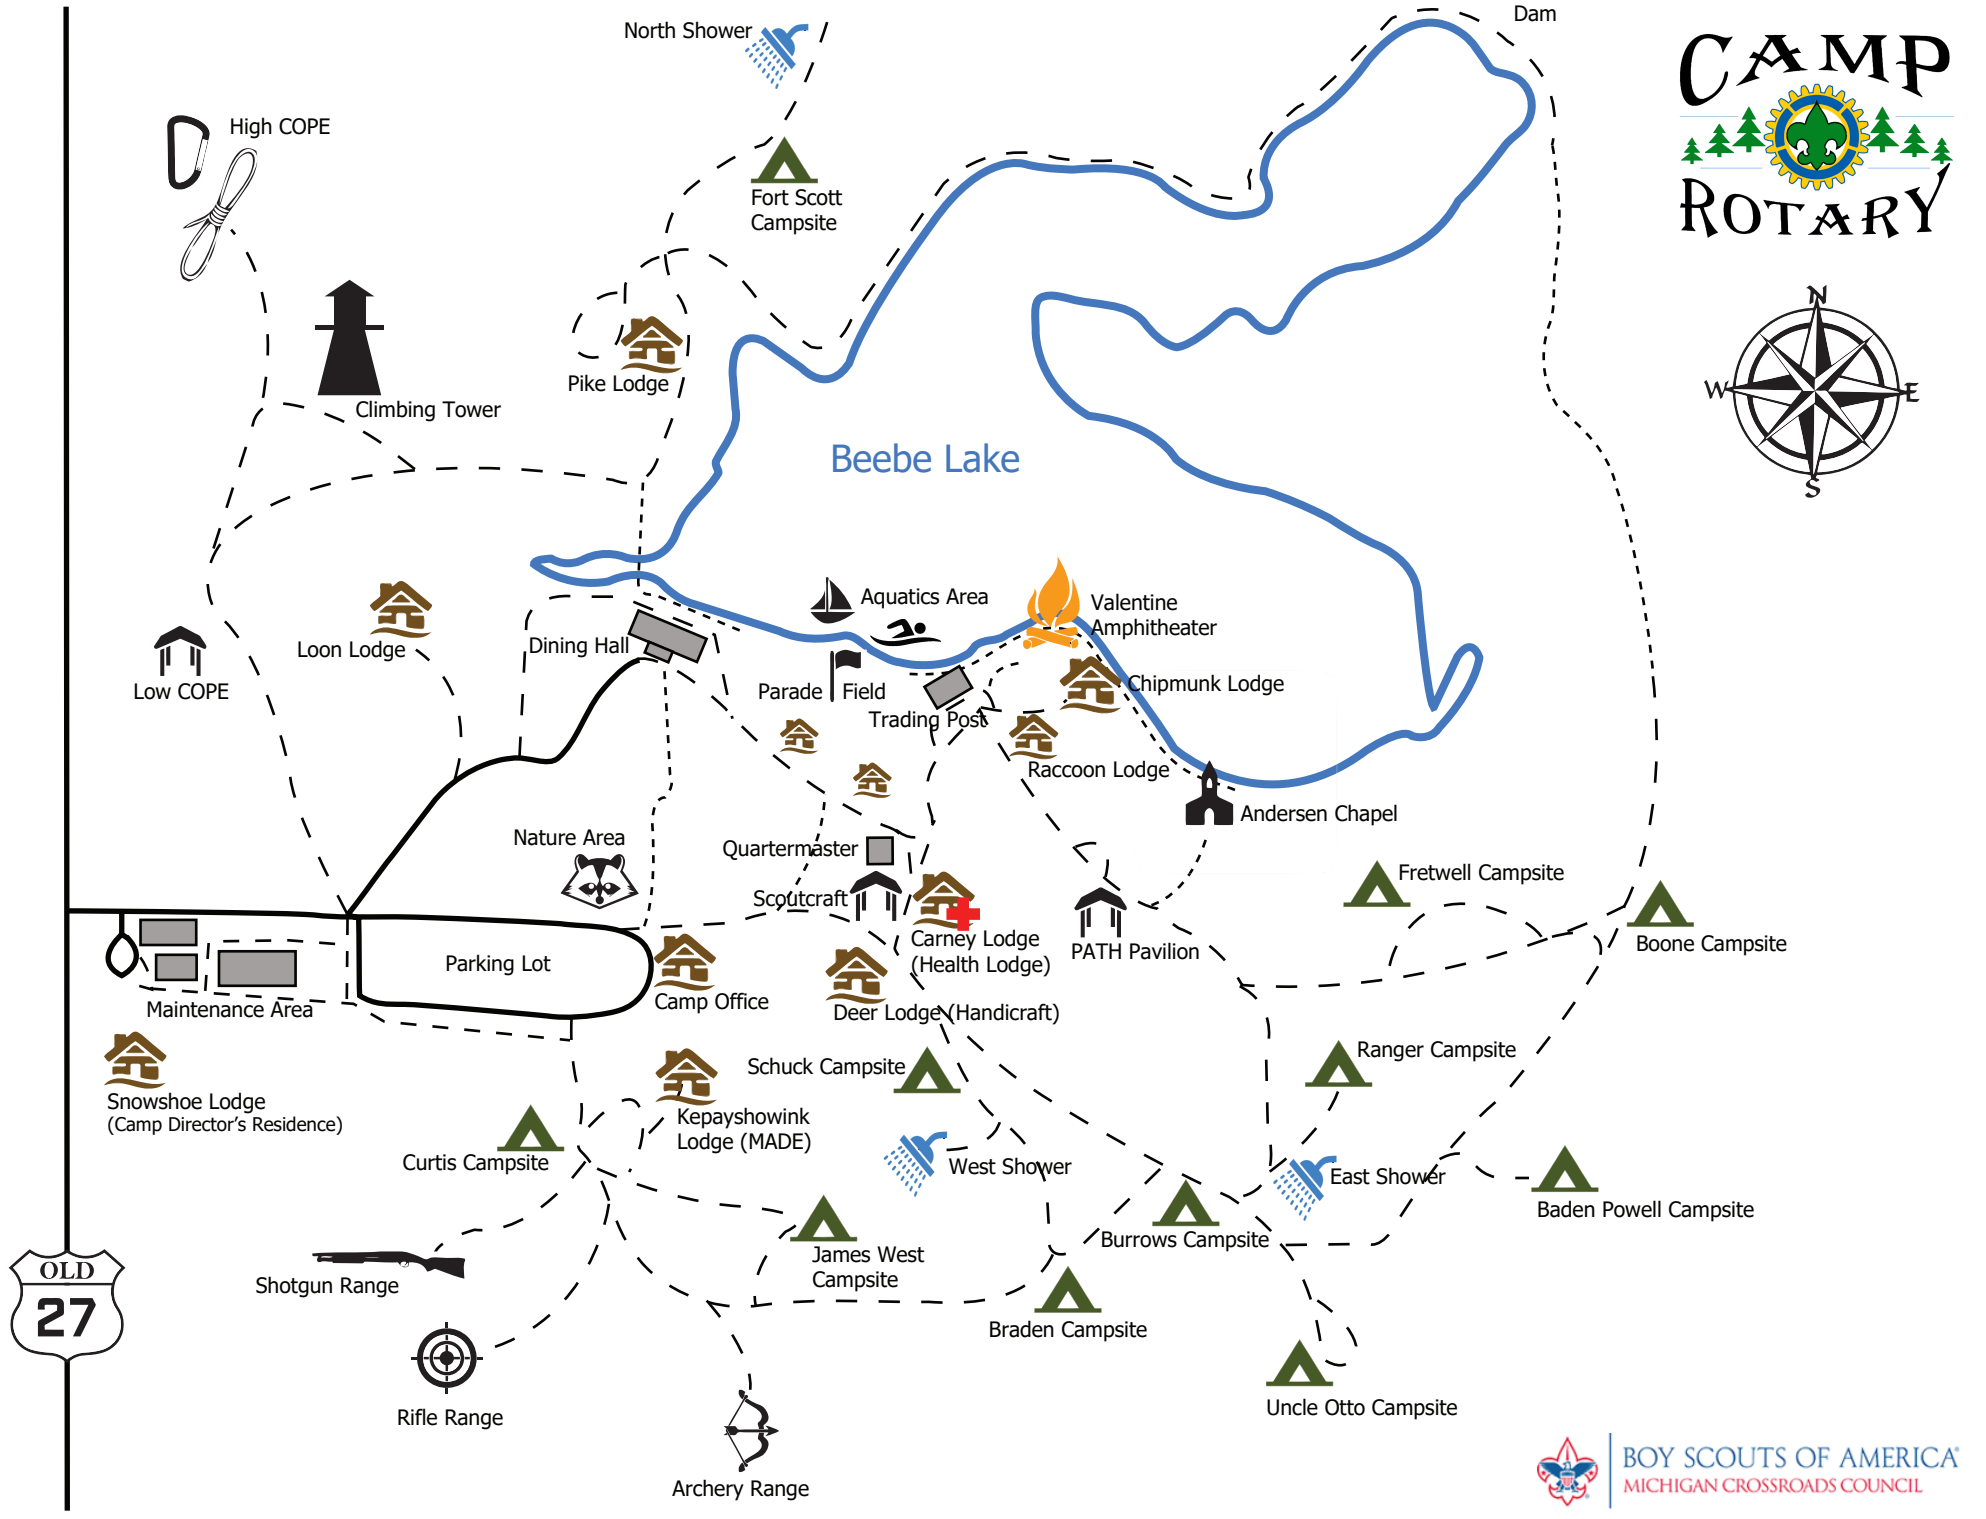 Dam
North Shower
CAMP
ROTARY
High COPE
Fort Scott
Campsite
N
W
E
S
Pike Lodge
Climbing Tower
Beebe Lake
Aquatics Area
Valentine
Amphitheater
Dining Hall
Loon Lodge
Low COPE
Parade Field
Chipmunk Lodge
Trading Post
Raccoon Lodge
Andersen Chapel
Nature Area
Quartermaster
Scoutcraft
Fretwell Campsite
Boone Campsite
Carney Lodge
(Health Lodge)
PATH Pavilion
Parking Lot
Camp Office
Maintenance Area
Deer Lodge (Handicraft)
Ranger Campsite
Schuck Campsite
Snowshoe Lodge
(Camp Director's Residence)
Kepayshowink
Lodge (MADE)
Curtis Campsite
West Shower
East Shower
Baden Powell Campsite
Burrows Campsite
James West
Campsite
OLD
27
Shotgun Range
Braden Campsite
Rifle Range
Uncle Otto Campsite
Archery Range
BOY SCOUTS OF AMERICA®
MICHIGAN CROSSROADS COUNCIL